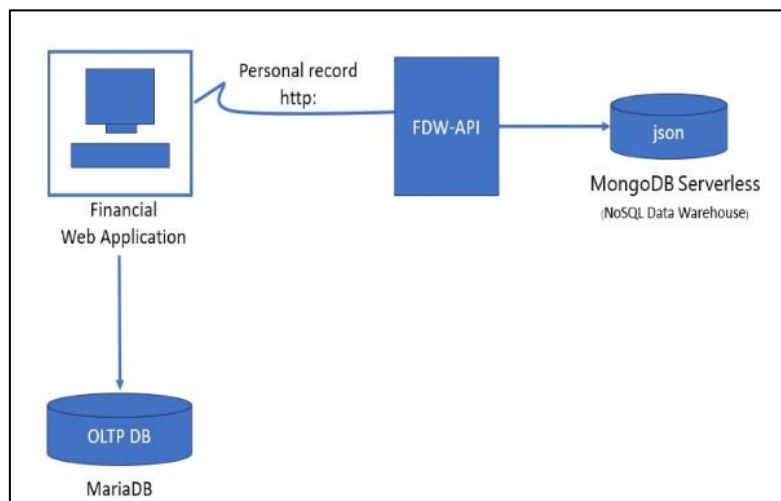 Personal record
http:
FDW-API
json
MongoDB Serverless
(NoSQL Data Warehouse)
Financial
Web Application
OLTP DB
MariaDB